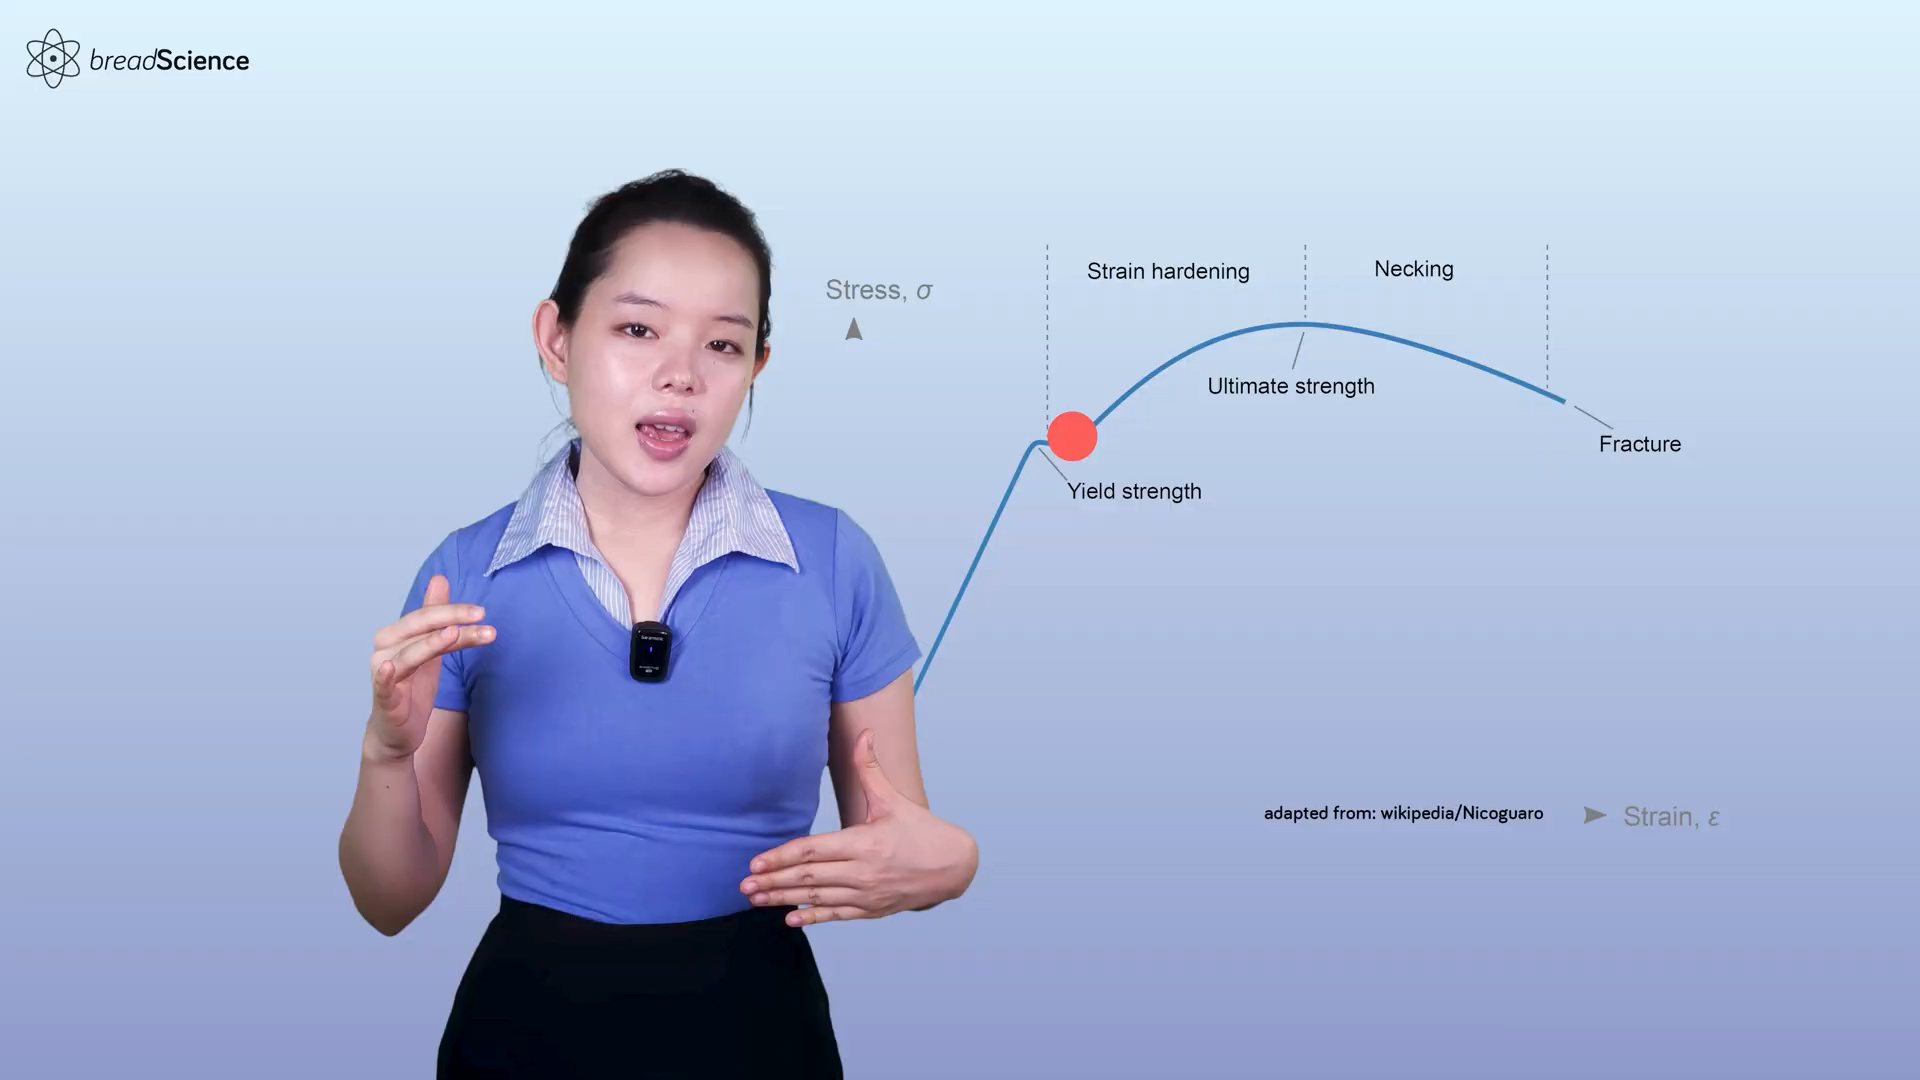 breadScience
Stress, σ
Strain hardening
Necking
Ultimate strength
Fracture
Yield strength
adapted from: wikipedia/Nicoguaro
Strain, ε